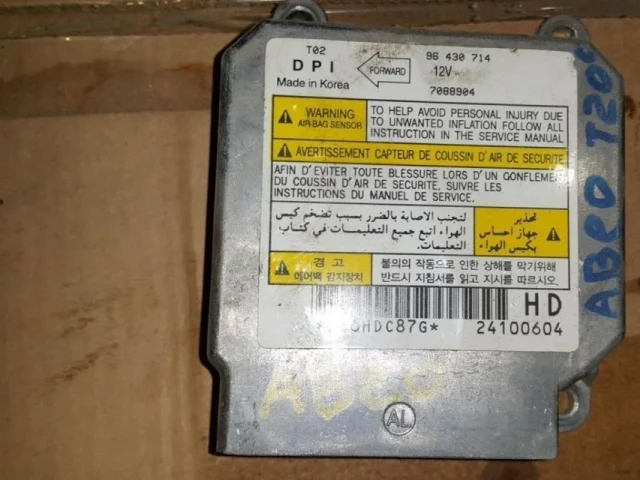 T02
DPI
Made in Korea
FORWARD
96 430 714
12V
7088904
WARNING
AIR BAG SENSOR
TO HELP AVOID PERSONAL INJURY DUE
TO UNWANTED INFLATION FOLLOW ALL
INSTRUCTION IN THE SERVICE MANUAL
AVERTISSEMENT CAPTEUR DE COUSSIN D'AIR DE SECURITE
AFIN D'EVITER TOUTE BLESSURE LORS D'UN GONFLEMENT
DU COUSSIN D'AIR DE SECURITE, SUIVRE LES
INSTRUCTIONS DU MANUEL DE SERVICE.
تحذير
جهاز احساس
بكيس الهواء
لتجنب الاصابة بالضرر بسبب تضخم كيس
الهواء اتبع جميع التعليمات في كتاب
التعليمات.
경 고
에어백 감지장치
불의의 작동으로 인한 상해를 막기위해
반드시 지침서를 읽고 지시를 따르시오.
HD
HDC87G*
24100604
AL
ABRO T20